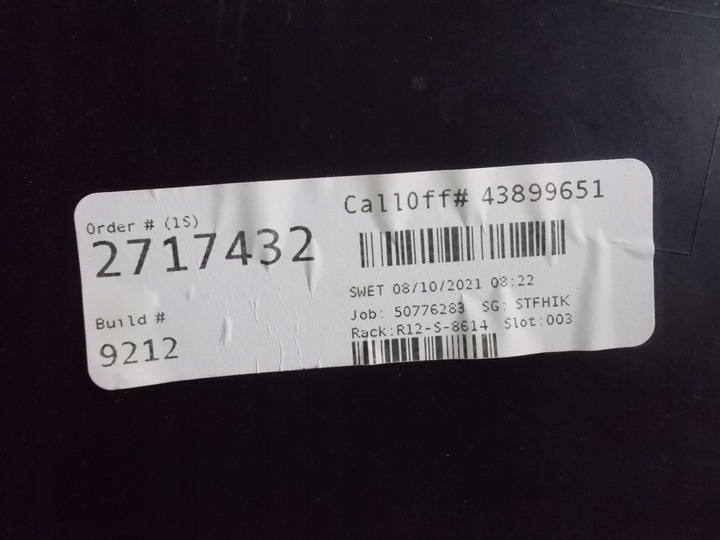 Order # (1S)
2717432
Build #
9212
CallOff# 43899651
SWET 08/10/2021 08:22
Job: 50776283 SG: STFHIK
Rack:R12-S-8614 Slot:003